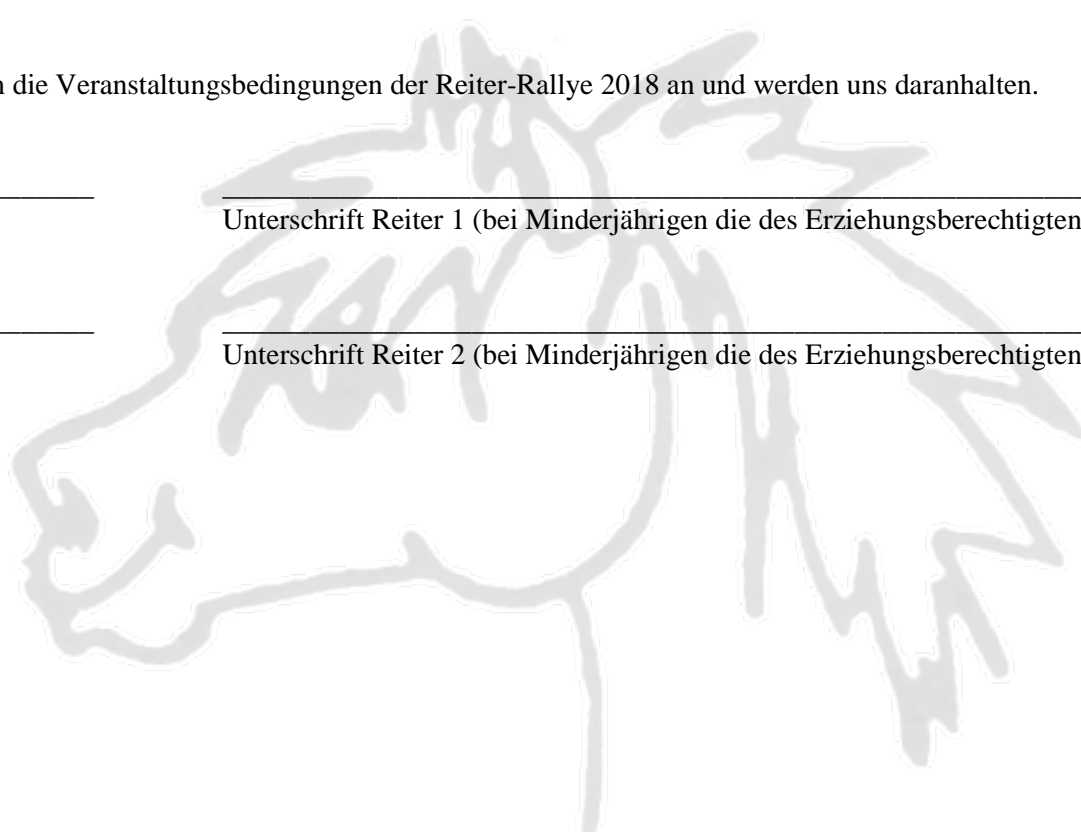 die Veranstaltungsbedingungen der Reiter-Rallye 2018 an und werden uns daranhalten.
Unterschrift Reiter 1 (bei Minderjährigen die des Erziehungsberechtigten
Unterschrift Reiter 2 (bei Minderjährigen die des Erziehungsberechtigten